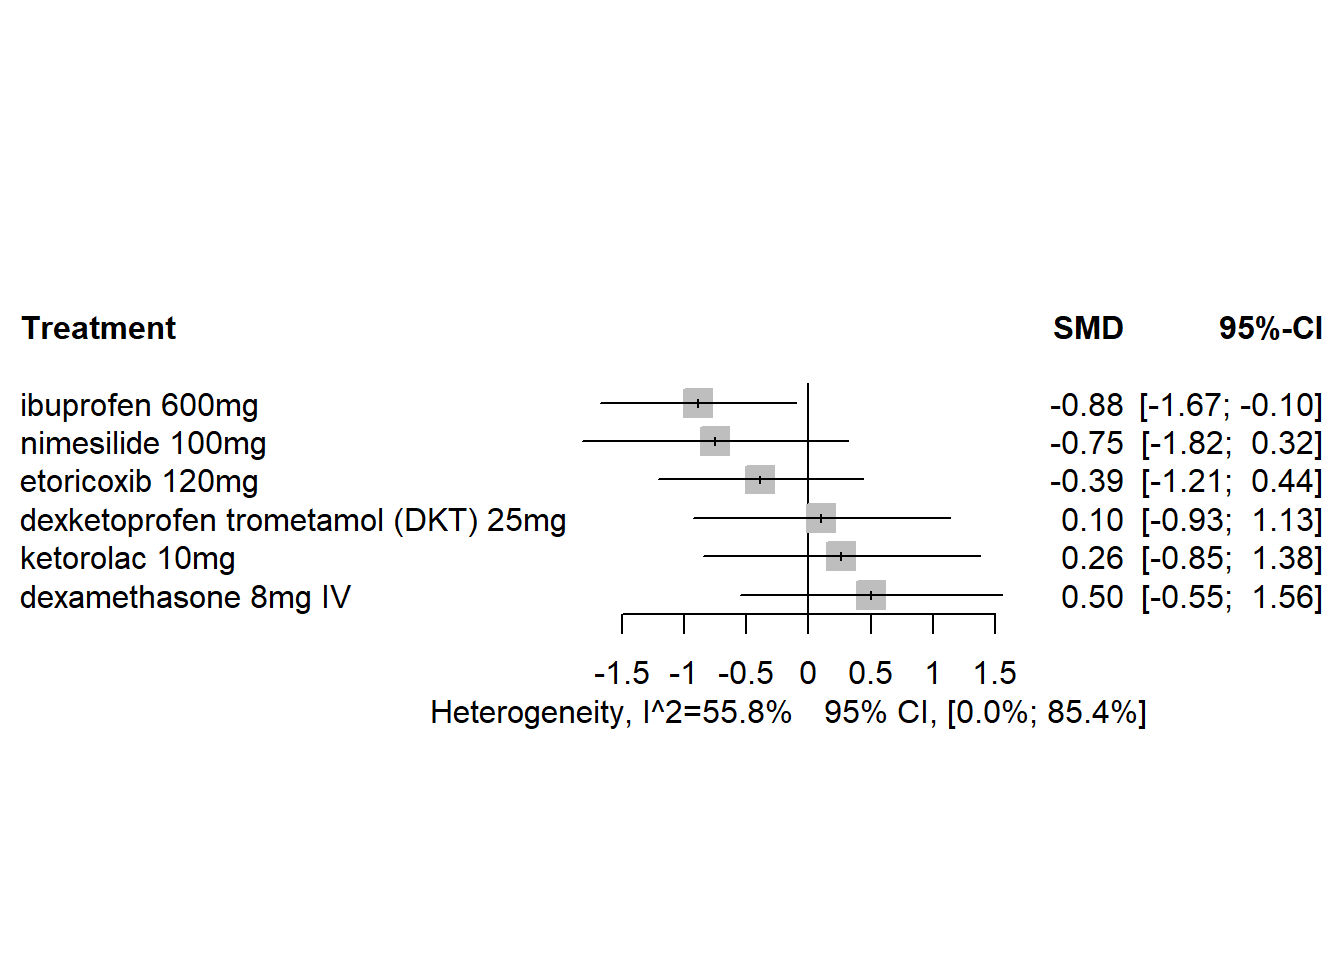 Treatment SMD 95%-CI
ibuprofen 600mg -0.88 [-1.67; -0.10]
nimesilide 100mg -0.75 [-1.82; 0.32]
etoricoxib 120mg -0.39 [-1.21; 0.44]
dexketoprofen trometamol (DKT) 25mg 0.10 [-0.93; 1.13]
ketorolac 10mg 0.26 [-0.85; 1.38]
dexamethasone 8mg IV 0.50 [-0.55; 1.56]
-1.5 -1 -0.5 0 0.5 1 1.5
Heterogeneity, I^2=55.8% 95% CI, [0.0%; 85.4%]